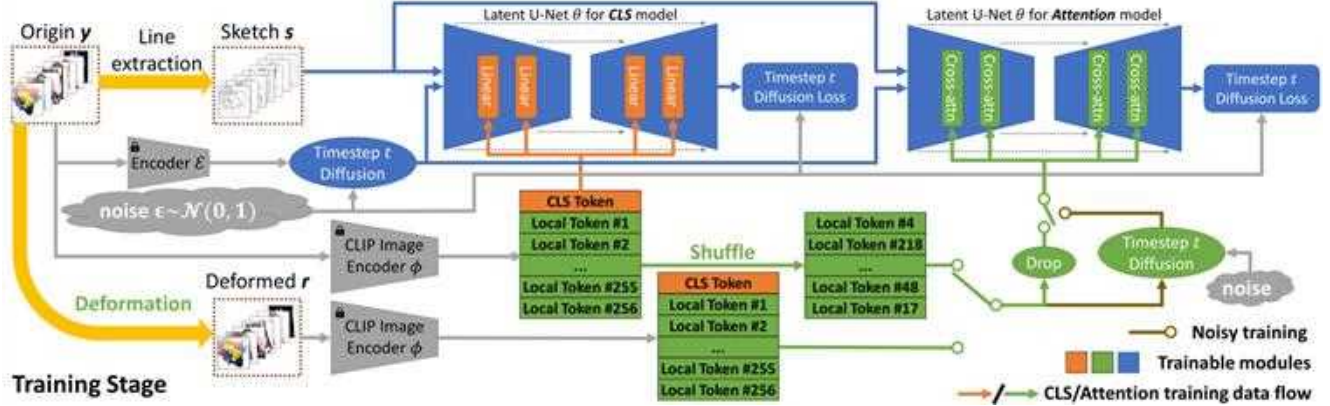 Latent U-Net θ for CLS model
Latent U-Net θ for Attention model
Origin y
Line
extraction
Sketch s
Linear
Linear
Linear
Linear
Timestep t
Diffusion Loss
Cross-attn
Cross-attn
Cross-attn
Cross-attn
Timestep t
Diffusion Loss
Encoder ℰ
Timestep t
Diffusion
noise ϵ~𝒩(0, 1)
CLS Token
Local Token #1
Local Token #2
...
Local Token #255
Local Token #256
CLIP Image
Encoder ϕ
Shuffle
Local Token #4
Local Token #218
...
Local Token #48
Local Token #17
Drop
Timestep t
Diffusion
noise
Deformation
Deformed r
CLIP Image
Encoder ϕ
CLS Token
Local Token #1
Local Token #2
...
Local Token #255
Local Token #256
Noisy training
Trainable modules
Training Stage
/ CLS/Attention training data flow